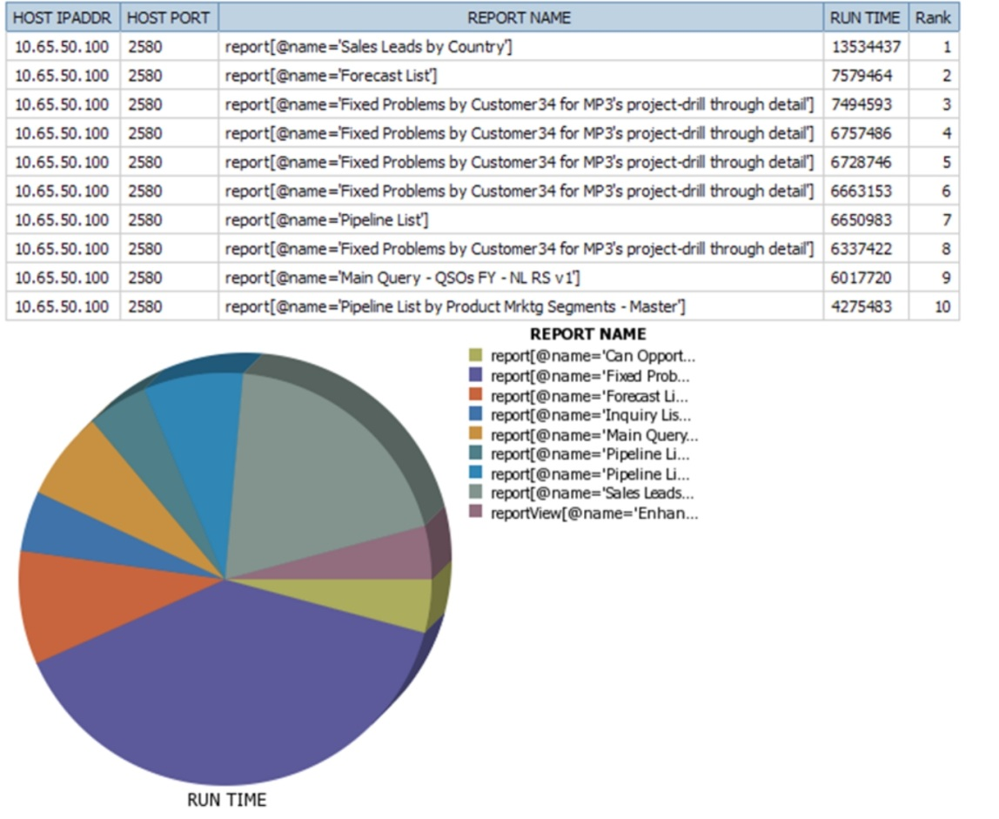 HOST IPADDR HOST PORT REPORT NAME RUN TIME Rank
10.65.50.100 2580 report[@name='Sales Leads by Country'] 13534437 1
10.65.50.100 2580 report[@name='Forecast List'] 7579464 2
10.65.50.100 2580 report[@name='Fixed Problems by Customer34 for MP3's project-drill through detail'] 7494593 3
10.65.50.100 2580 report[@name='Fixed Problems by Customer34 for MP3's project-drill through detail'] 6757486 4
10.65.50.100 2580 report[@name='Fixed Problems by Customer34 for MP3's project-drill through detail'] 6728746 5
10.65.50.100 2580 report[@name='Fixed Problems by Customer34 for MP3's project-drill through detail'] 6663153 6
10.65.50.100 2580 report[@name='Pipeline List'] 6650983 7
10.65.50.100 2580 report[@name='Fixed Problems by Customer34 for MP3's project-drill through detail'] 6337422 8
10.65.50.100 2580 report[@name='Main Query - QSOs FY - NL RS v1'] 6017720 9
10.65.50.100 2580 report[@name='Pipeline List by Product Mrktg Segments - Master'] 4275483 10
REPORT NAME
report[@name='Can Opport...
report[@name='Fixed Prob...
report[@name='Forecast Li...
report[@name='Inquiry Lis...
report[@name='Main Query...
report[@name='Pipeline Li...
report[@name='Pipeline Li...
report[@name='Sales Leads...
reportView[@name='Enhan...
RUN TIME